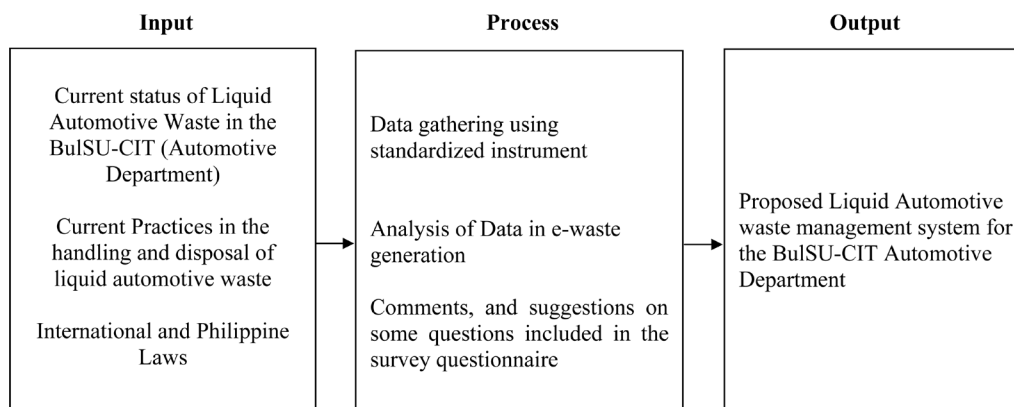 Input
Current status of Liquid
Automotive Waste in the
BulSU-CIT (Automotive
Department)
Current Practices in the
handling and disposal of
liquid automotive waste
International and Philippine
Laws
Process
Data gathering using
standardized instrument
Analysis of Data in e-waste
generation
Comments, and suggestions on
some questions included in the
survey questionnaire
Output
Proposed Liquid Automotive
waste management system for
the BulSU-CIT Automotive
Department